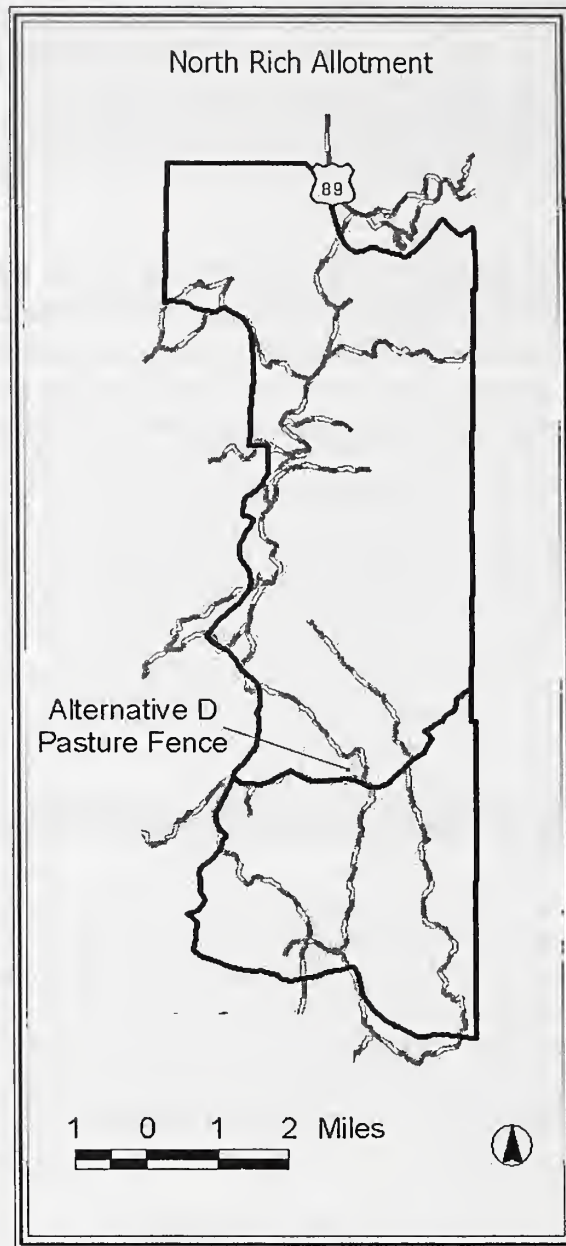 North Rich Allotment
89
Alternative D
Pasture Fence
1 0 1 2 Miles